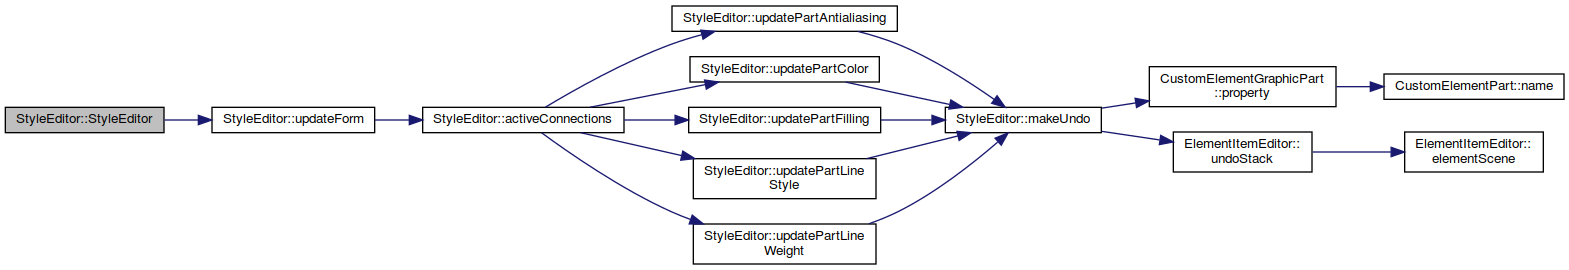 StyleEditor::StyleEditor
StyleEditor::updateForm
StyleEditor::activeConnections
StyleEditor::updatePartAntialiasing
StyleEditor::updatePartColor
StyleEditor::updatePartFilling
StyleEditor::updatePartLine
Style
StyleEditor::updatePartLine
Weight
StyleEditor::makeUndo
CustomElementGraphicPart
::property
CustomElementPart::name
ElementItemEditor::
undoStack
ElementItemEditor::
elementScene